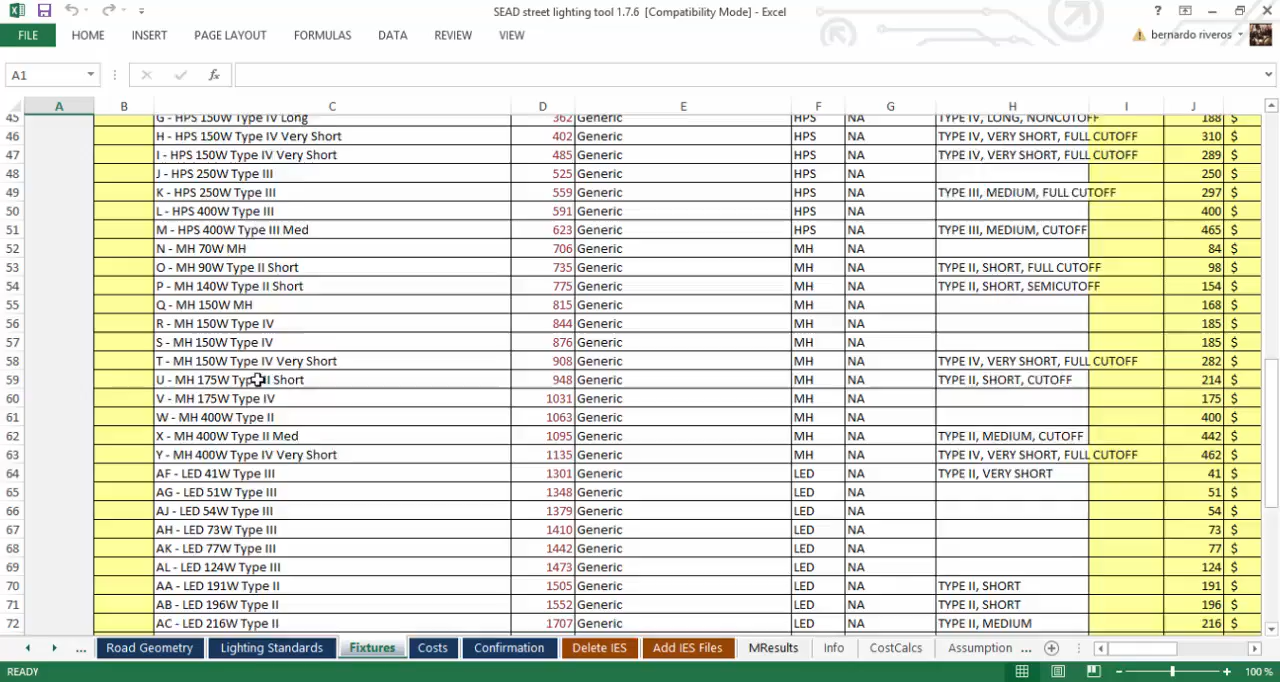 SEAD street lighting tool 1.7.6 [Compatibility Mode] - Excel
FILE HOME INSERT PAGE LAYOUT FORMULAS DATA REVIEW VIEW bernardo riveros
A1 fx
A B C D E F G H I J
45 G - HPS 150W Type IV Long 362 Generic HPS NA TYPE IV, LONG, NONCUTOFF 188 $
46 H - HPS 150W Type IV Very Short 402 Generic HPS NA TYPE IV, VERY SHORT, FULL CUTOFF 310 $
47 I - HPS 150W Type IV Very Short 485 Generic HPS NA TYPE IV, VERY SHORT, FULL CUTOFF 289 $
48 J - HPS 250W Type III 525 Generic HPS NA 250 $
49 K - HPS 250W Type III 559 Generic HPS NA TYPE III, MEDIUM, FULL CUTOFF 297 $
50 L - HPS 400W Type III 591 Generic HPS NA 400 $
51 M - HPS 400W Type III Med 623 Generic HPS NA TYPE III, MEDIUM, CUTOFF 465 $
52 N - MH 70W MH 706 Generic MH NA 84 $
53 O - MH 90W Type II Short 735 Generic MH NA TYPE II, SHORT, FULL CUTOFF 98 $
54 P - MH 140W Type II Short 775 Generic MH NA TYPE II, SHORT, SEMICUTOFF 154 $
55 Q - MH 150W MH 815 Generic MH NA 168 $
56 R - MH 150W Type IV 844 Generic MH NA 185 $
57 S - MH 150W Type IV 876 Generic MH NA 185 $
58 T - MH 150W Type IV Very Short 908 Generic MH NA TYPE IV, VERY SHORT, FULL CUTOFF 282 $
59 U - MH 175W Type II Short 948 Generic MH NA TYPE II, SHORT, CUTOFF 214 $
60 V - MH 175W Type IV 1031 Generic MH NA 175 $
61 W - MH 400W Type II 1063 Generic MH NA 400 $
62 X - MH 400W Type II Med 1095 Generic MH NA TYPE II, MEDIUM, CUTOFF 442 $
63 Y - MH 400W Type IV Very Short 1135 Generic MH NA TYPE IV, VERY SHORT, FULL CUTOFF 462 $
64 AF - LED 41W Type III 1301 Generic LED NA TYPE II, VERY SHORT 41 $
65 AG - LED 51W Type III 1348 Generic LED NA 51 $
66 AJ - LED 54W Type III 1379 Generic LED NA 54 $
67 AH - LED 73W Type III 1410 Generic LED NA 73 $
68 AK - LED 77W Type III 1442 Generic LED NA 77 $
69 AL - LED 124W Type III 1473 Generic LED NA 124 $
70 AA - LED 191W Type II 1505 Generic LED NA TYPE II, SHORT 191 $
71 AB - LED 196W Type II 1552 Generic LED NA TYPE II, SHORT 196 $
72 AC - LED 216W Type II 1707 Generic LED NA TYPE II, MEDIUM 216 $
... Road Geometry Lighting Standards Fixtures Costs Confirmation Delete IES Add IES Files MResults Info CostCalcs Assumption ...
READY 100 %